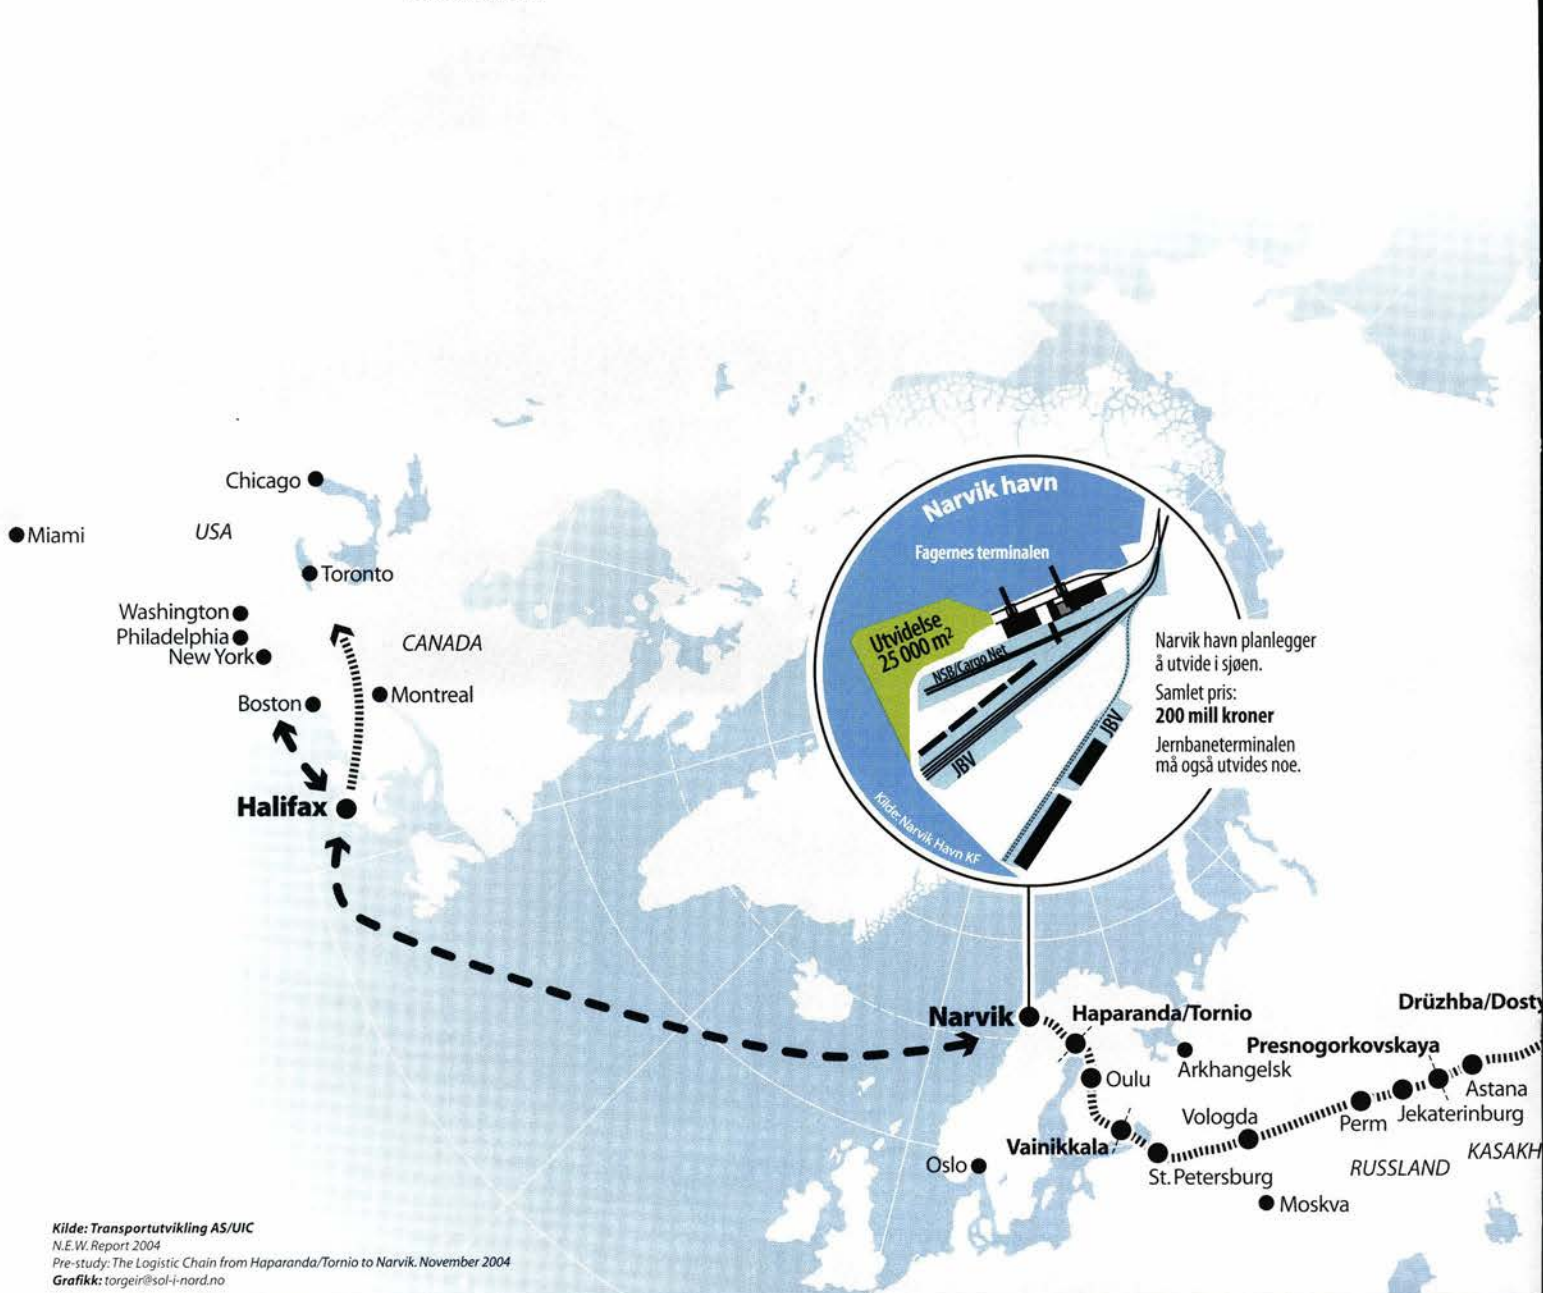 Chicago
Miami
USA
Toronto
Washington
Philadelphia
New York
CANADA
Boston
Montreal
Halifax
Narvik havn
Fagernes terminalen
Utvidelse
25 000 m²
NSB/Cargo Net
JBV
JBV
Kilde: Narvik Havn KF
Narvik havn planlegger
å utvide i sjøen.
Samlet pris:
200 mill kroner
Jernbaneterminalen
må også utvides noe.
Narvik
Haparanda/Tornio
Drüzhba/Dosty
Presnogorkovskaya
Arkhangelsk
Oulu
Astana
Jekaterinburg
Perm
Vologda
Vainikkala
St. Petersburg
Oslo
RUSSLAND
KASAKH
Moskva
Kilde: Transportutvikling AS/UIC
N.E.W. Report 2004
Pre-study: The Logistic Chain from Haparanda/Tornio to Narvik. November 2004
Grafikk: torgeir@sol-i-nord.no